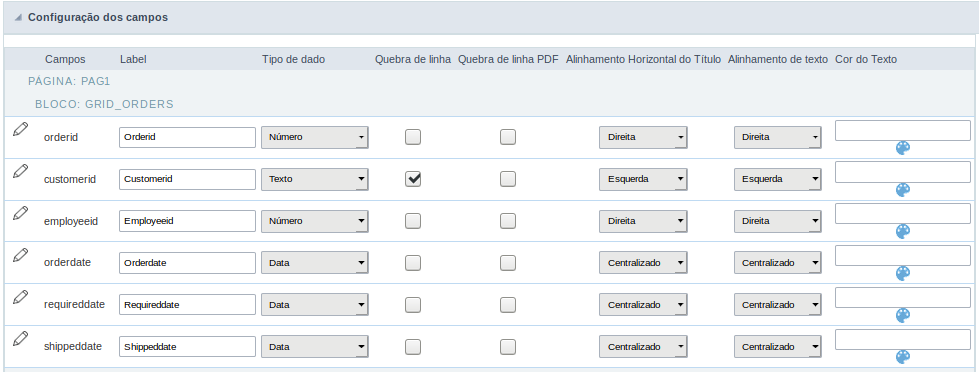 Configuração dos campos
Campos Label Tipo de dado Quebra de linha Quebra de linha PDF Alinhamento Horizontal do Título Alinhamento de texto Cor do Texto
PÁGINA: PAG1
BLOCO: GRID_ORDERS
orderid Orderid Número Direita Direita
customerid Customerid Texto Esquerda Esquerda
employeeid Employeeid Número Direita Direita
orderdate Orderdate Data Centralizado Centralizado
requireddate Requireddate Data Centralizado Centralizado
shippeddate Shippeddate Data Centralizado Centralizado